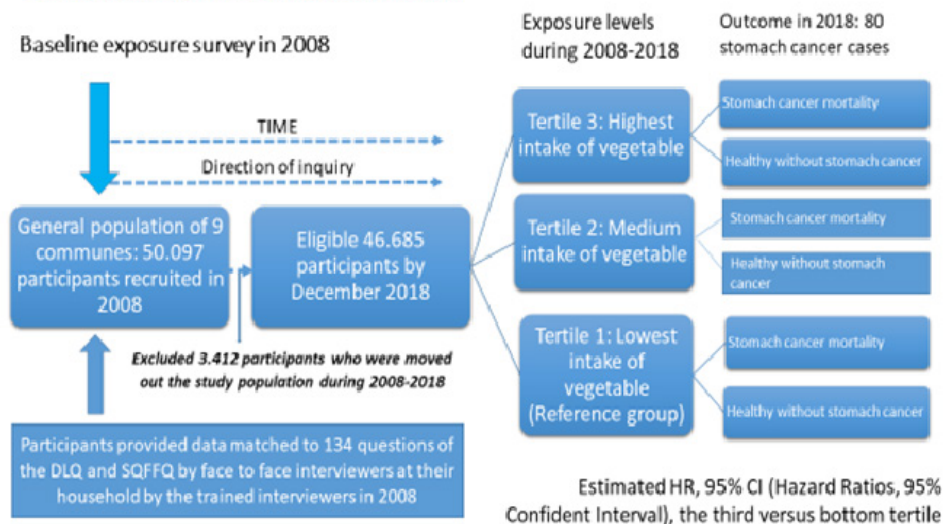 Baseline exposure survey in 2008
TIME
Direction of inquiry
General population of 9
communes: 50.097
participants recruited in
2008
Eligible 46.685
participants by
December 2018
Excluded 3.412 participants who were moved
out the study population during 2008-2018
Participants provided data matched to 134 questions of
the DLQ and SQFFQ by face to face interviewers at their
household by the trained interviewers in 2008
Exposure levels
during 2008-2018
Tertile 3: Highest
intake of vegetable
Tertile 2: Medium
intake of vegetable
Tertile 1: Lowest
intake of
vegetable
(Reference group)
Outcome in 2018: 80
stomach cancer cases
Stomach cancer mortality
Healthy without stomach cancer
Stomach cancer mortality
Healthy without stomach
cancer
Stomach cancer mortality
Healthy without stomach cancer
Estimated HR, 95% CI (Hazard Ratios, 95%
Confident Interval), the third versus bottom tertile